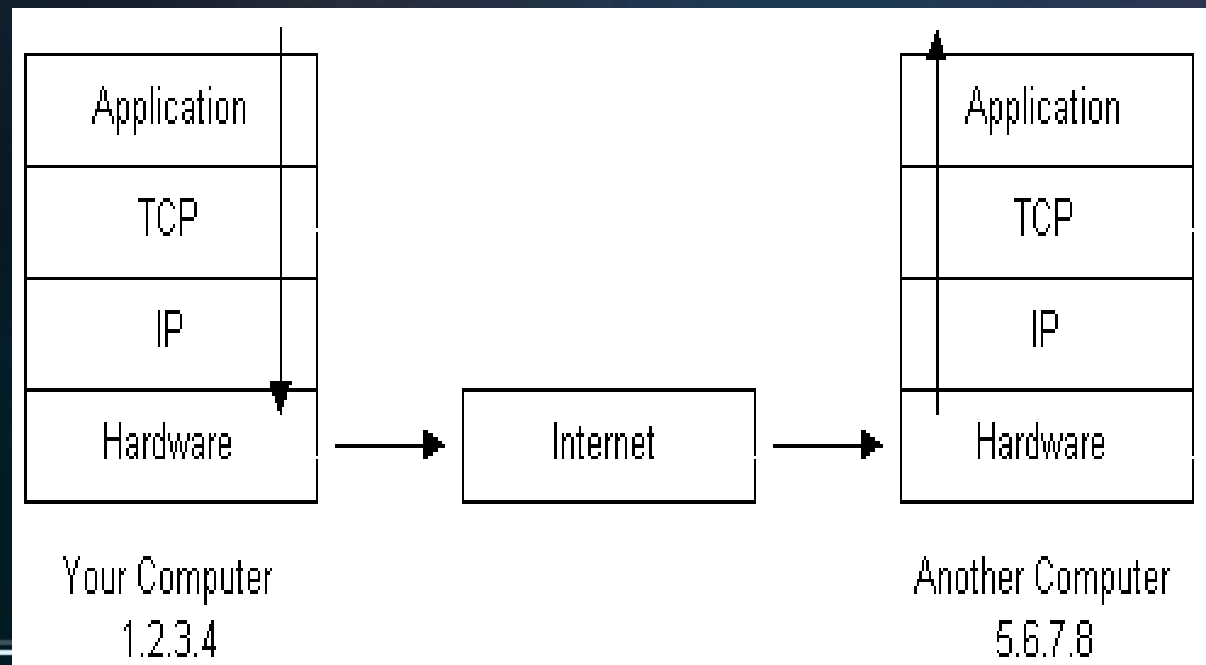 Application
TCP
IP
Hardware
Your Computer
1.2.3.4
Internet
Application
TCP
IP
Hardware
Another Computer
5.6.7.8